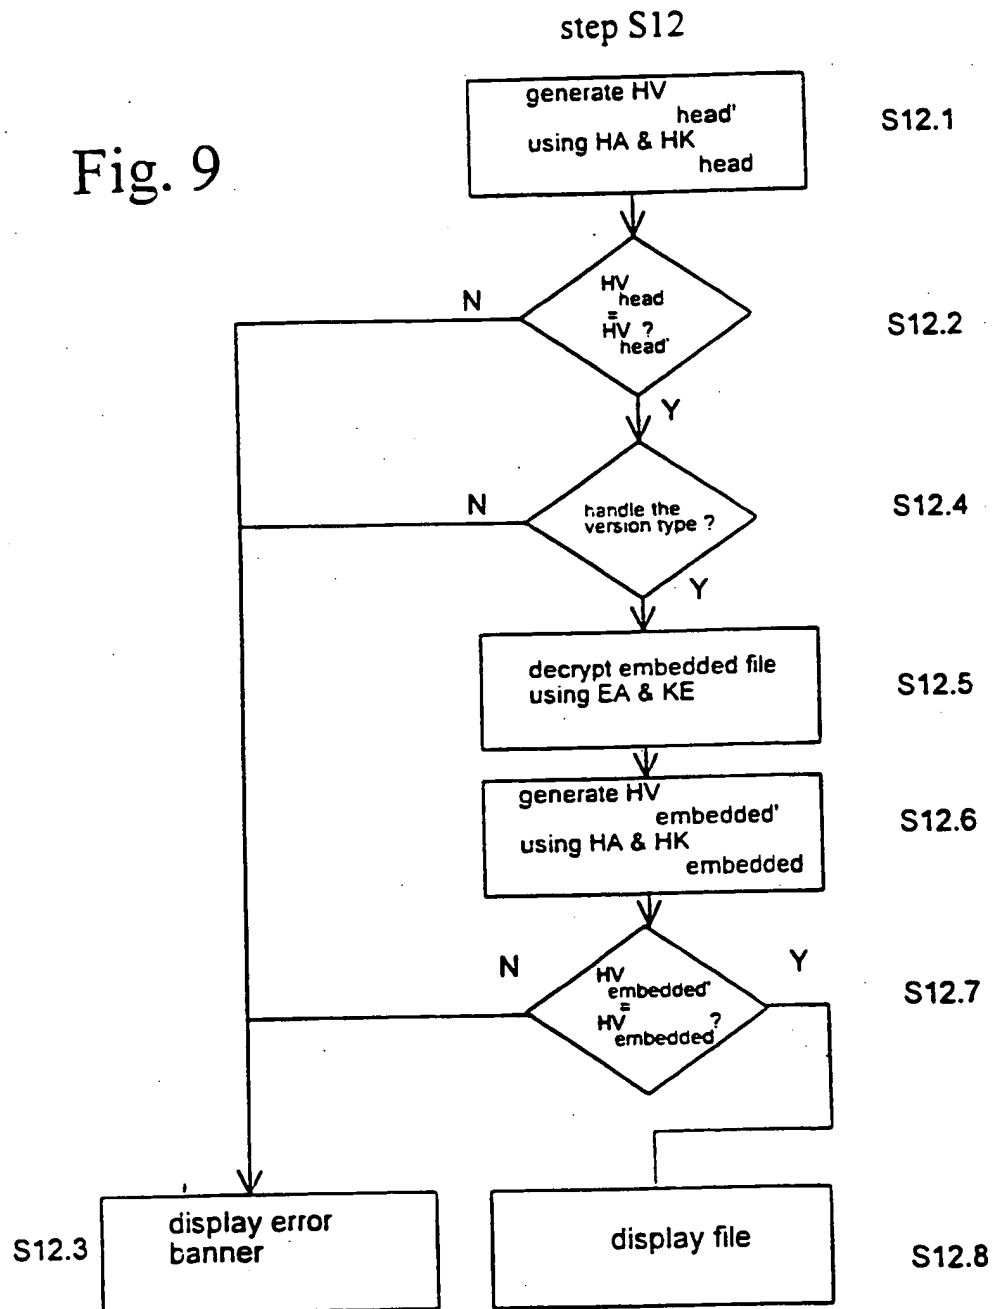 step S12
Fig. 9
generate HV
head'
using HA & HK
head
S12.1
N
HV
head
=
HV ?
head'
S12.2
Y
N
handle the
version type ?
S12.4
Y
decrypt embedded file
using EA & KE
S12.5
generate HV
embedded'
using HA & HK
embedded
S12.6
N
HV
embedded'
=
HV ?
embedded
Y
S12.7
S12.3
display error
banner
display file
S12.8